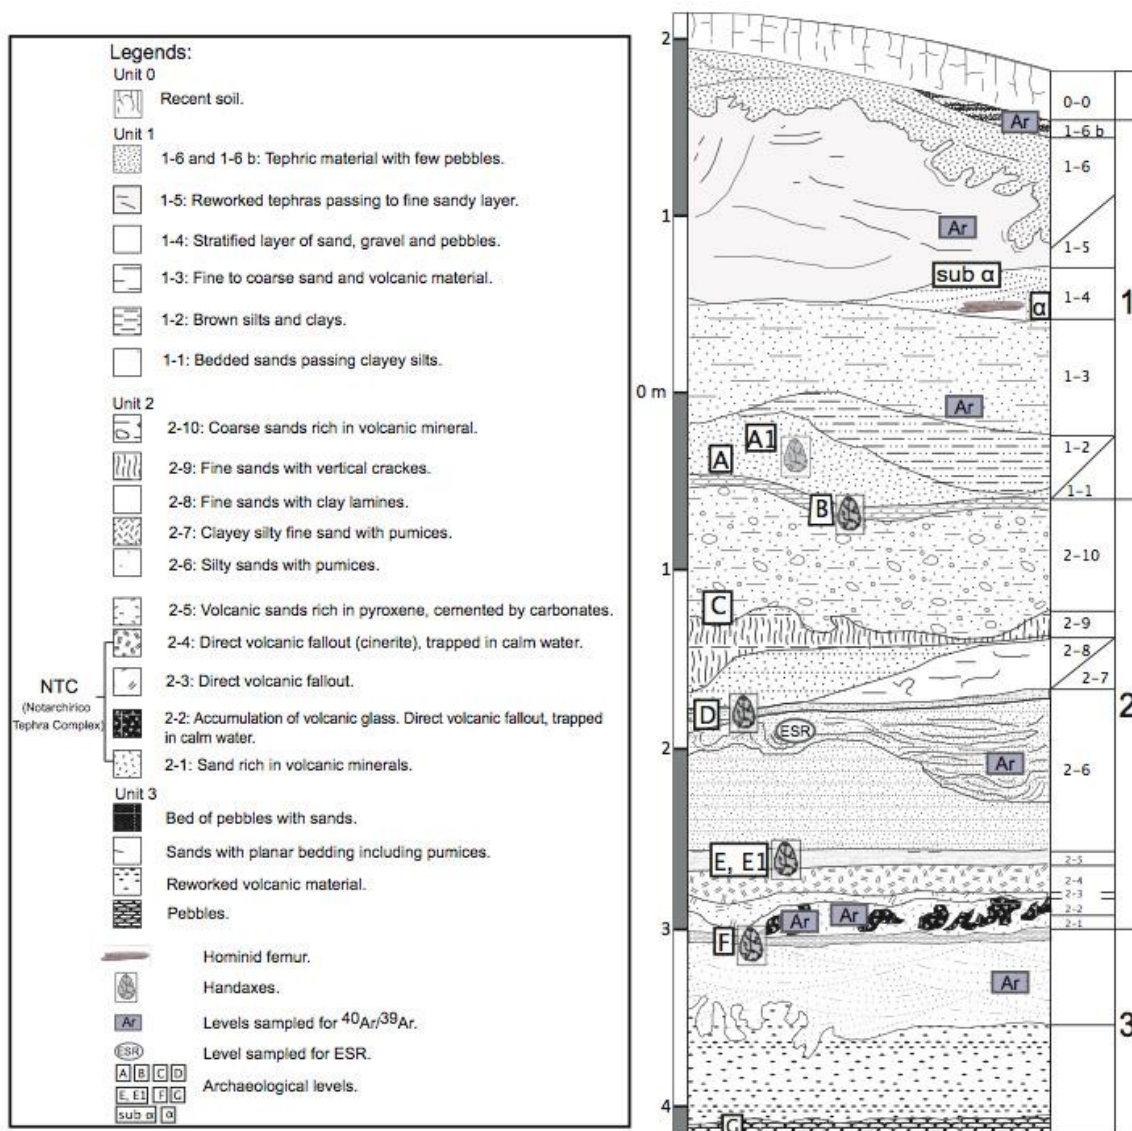 Legends:
Unit 0
Recent soil.
Unit 1
1-6 and 1-6 b: Tephric material with few pebbles.
1-5: Reworked tephras passing to fine sandy layer.
1-4: Stratified layer of sand, gravel and pebbles.
1-3: Fine to coarse sand and volcanic material.
1-2: Brown silts and clays.
1-1: Bedded sands passing clayey silts.
Unit 2
2-10: Coarse sands rich in volcanic mineral.
2-9: Fine sands with vertical crackes.
2-8: Fine sands with clay lamines.
2-7: Clayey silty fine sand with pumices.
2-6: Silty sands with pumices.
2-5: Volcanic sands rich in pyroxene, cemented by carbonates.
2-4: Direct volcanic fallout (cinerite), trapped in calm water.
NTC
(Notarchirico
Tephra Complex)
2-3: Direct volcanic fallout.
2-2: Accumulation of volcanic glass. Direct volcanic fallout, trapped
in calm water.
2-1: Sand rich in volcanic minerals.
Unit 3
Bed of pebbles with sands.
Sands with planar bedding including pumices.
Reworked volcanic material.
Pebbles.
Hominid femur.
Handaxes.
Ar Levels sampled for ⁴⁰Ar/³⁹Ar.
ESR Level sampled for ESR.
A B C D
E, E1 F G Archaeological levels.
sub α α
2
0-0
Ar
1-6 b
1-6
1
Ar
1-5
sub α
1-4
α
1
1-3
0 m
Ar
A1
1-2
A
1-1
B
2-10
1
C
2-9
2-8
2-7
D
2
ESR
2
Ar
2-6
E, E1
2-5
2-4
2-3
2-2
Ar Ar
2-1
3
F
Ar
3
4
G